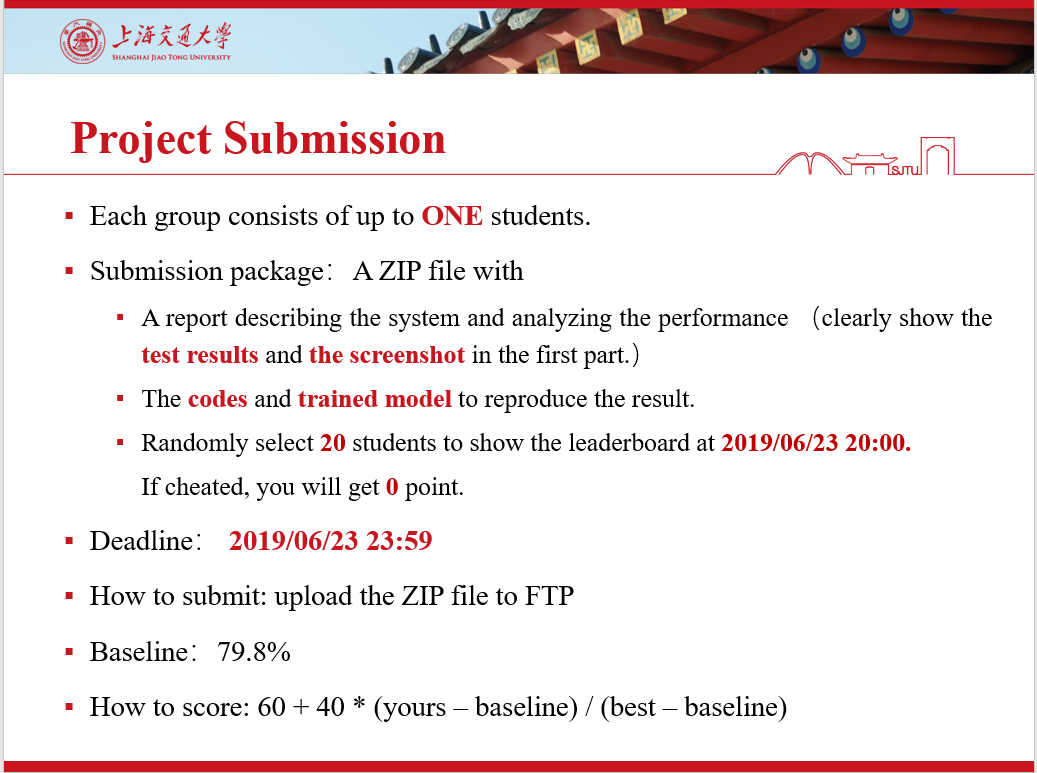 上海交通大学
SHANGHAI JIAO TONG UNIVERSITY
Project Submission
SJTU
▪ Each group consists of up to ONE students.
▪ Submission package： A ZIP file with
▪ A report describing the system and analyzing the performance （clearly show the
test results and the screenshot in the first part.）
▪ The codes and trained model to reproduce the result.
▪ Randomly select 20 students to show the leaderboard at 2019/06/23 20:00.
If cheated, you will get 0 point.
▪ Deadline： 2019/06/23 23:59
▪ How to submit: upload the ZIP file to FTP
▪ Baseline： 79.8%
▪ How to score: 60 + 40 * (yours – baseline) / (best – baseline)